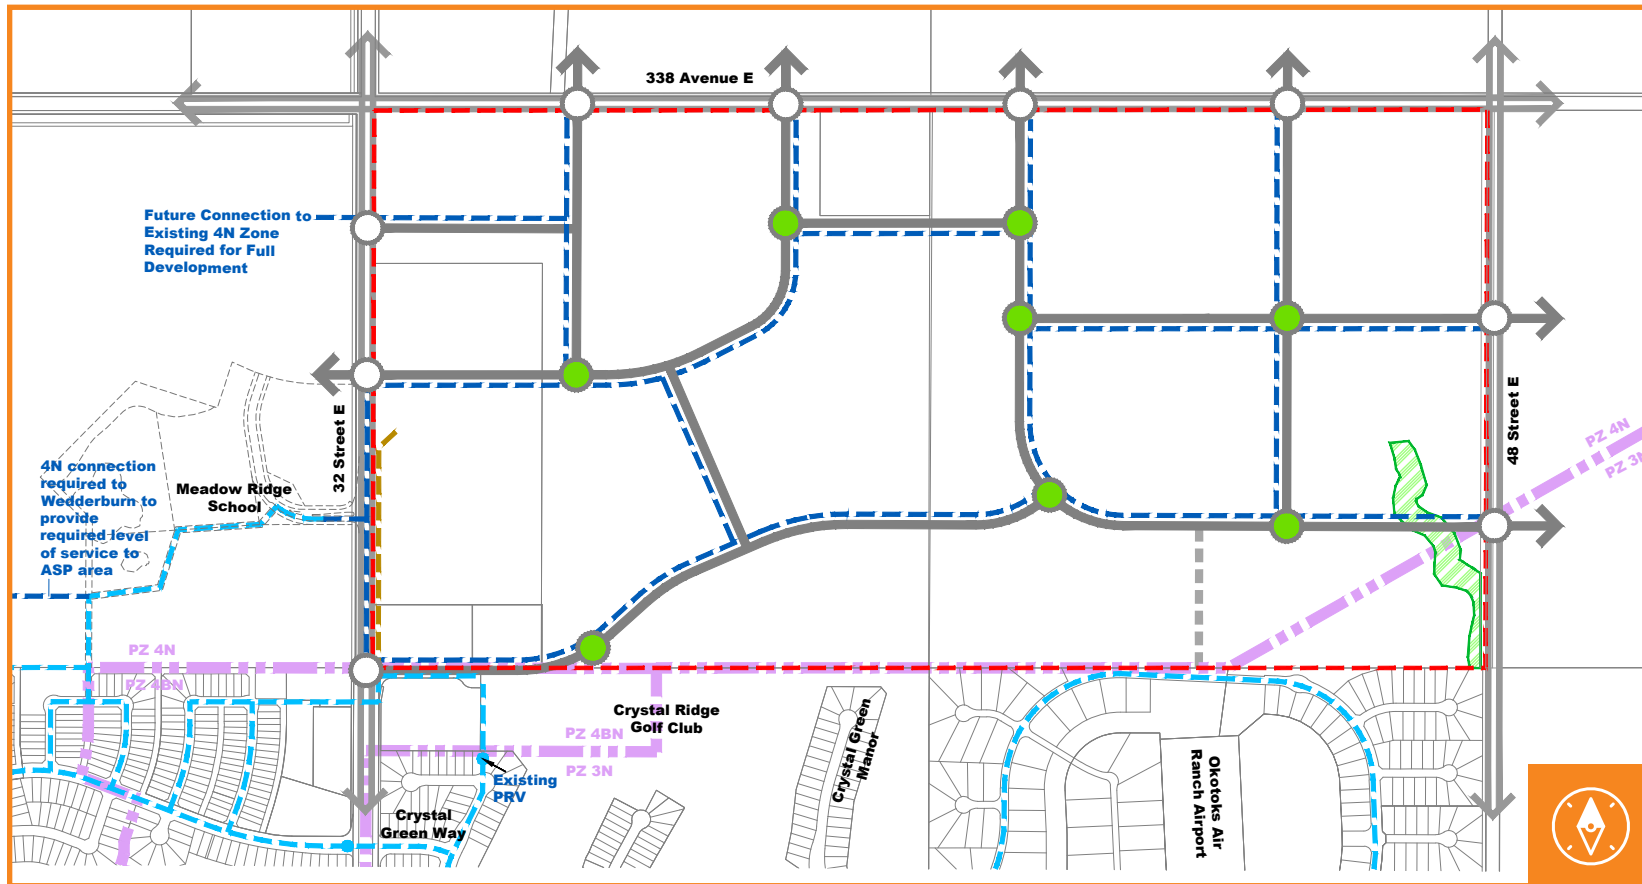 338 Avenue E
Future Connection to
Existing 4N Zone
Required for Full
Development
32 Street E
48 Street E
PZ 4N
PZ 3N
4N connection
required to
Wedderburn to
provide
required level
of service to
ASP area
Meadow Ridge
School
PZ 4N
PZ 4BN
Crystal Ridge
Golf Club
PZ 4BN
PZ 3N
Existing
PRV
Crystal
Green Way
Crystal Green
Manor
Okotoks Air
Ranch Airport